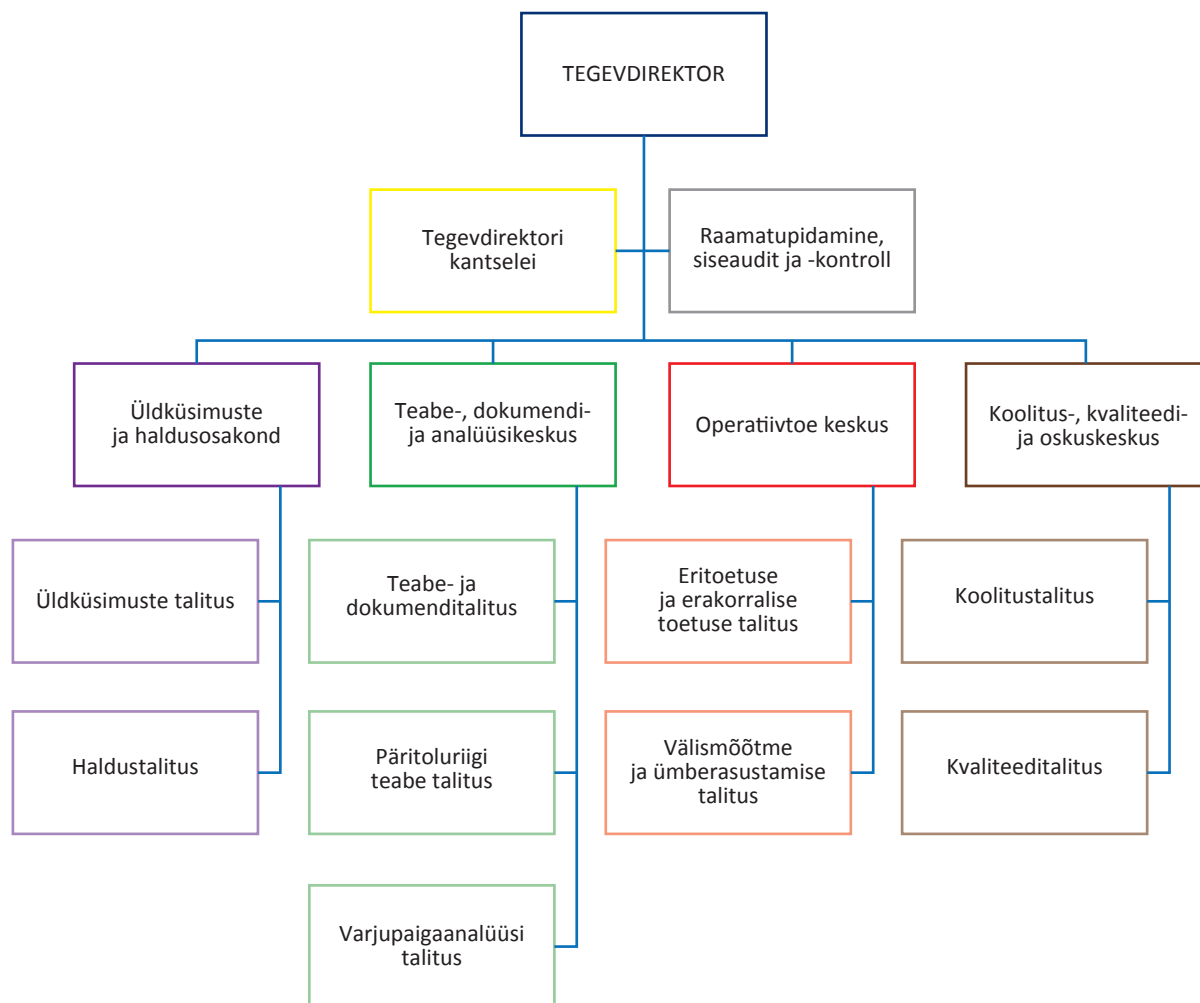 TEGEVDIREKTOR
Tegevdirektori
kantselei
Raamatupidamine,
siseaudit ja -kontroll
Üldküsimuste
ja haldusosakond
Teabe-, dokumendi-
ja analüüsikeskus
Operatiivtoe keskus
Koolitus-, kvaliteedi-
ja oskuskeskus
Üldküsimuste talitus
Teabe- ja
dokumenditalitus
Eritoetuse
ja erakorralise
toetuse talitus
Koolitustalitus
Haldustalitus
Päritoluriigi
teabe talitus
Välismõõtme
ja ümberasustamise
talitus
Kvaliteeditalitus
Varjupaigaanalüüsi
talitus